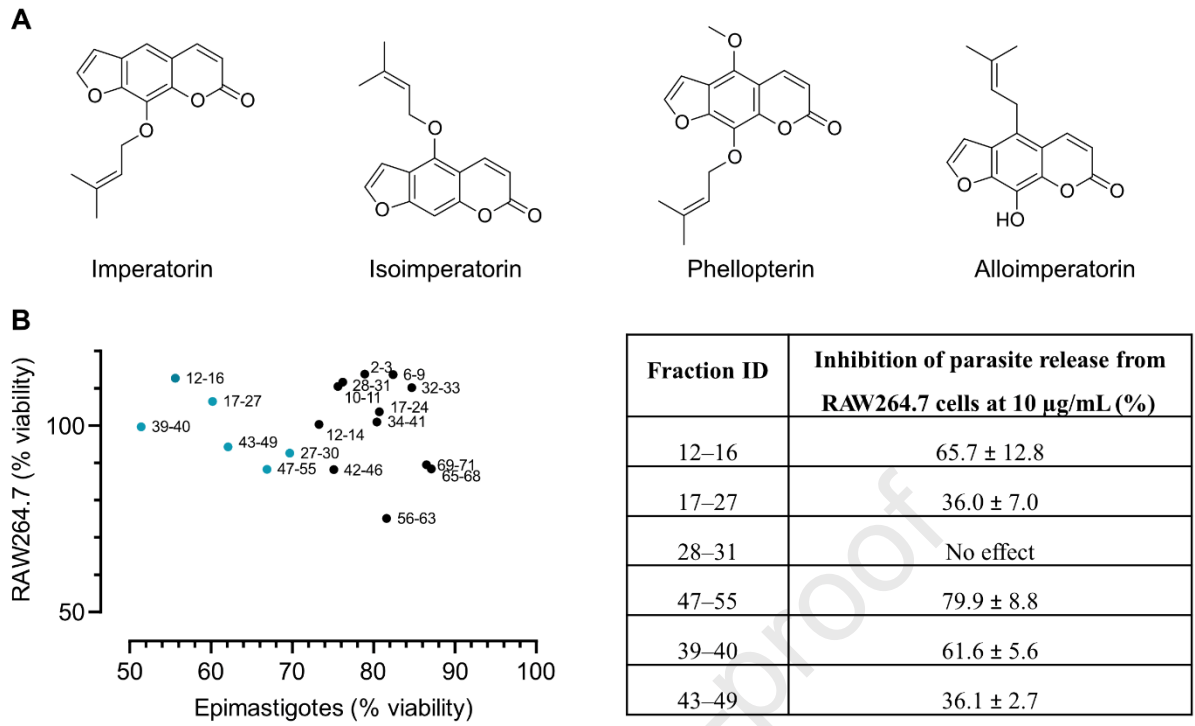 A
O
O
O
O
Imperatorin
O
O
O
O
Isoimperatorin
O
O
O
O
O
Phellopterin
O
O
O
HO
Alloimperatorin
B
RAW264.7 (% viability)
100
50
12-16
17-27
39-40
43-49
27-30
47-55
2-3
6-9
28-31
10-11
32-33
17-24
34-41
12-14
42-46
69-71
65-68
56-63
50 60 70 80 90 100
Epimastigotes (% viability)
Fraction ID
Inhibition of parasite release from
RAW264.7 cells at 10 µg/mL (%)
12–16 65.7 ± 12.8
17–27 36.0 ± 7.0
28–31 No effect
47–55 79.9 ± 8.8
39–40 61.6 ± 5.6
43–49 36.1 ± 2.7
proof